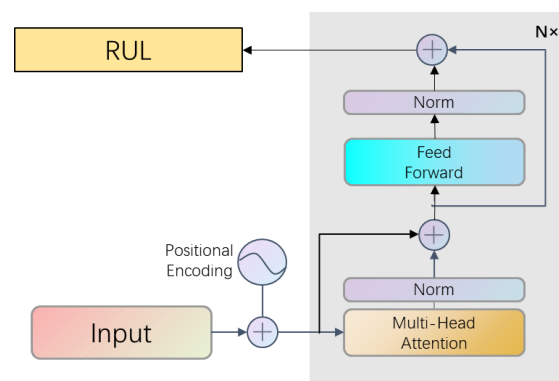 RUL
N×
Norm
Feed
Forward
Positional
Encoding
Norm
Input
Multi-Head
Attention